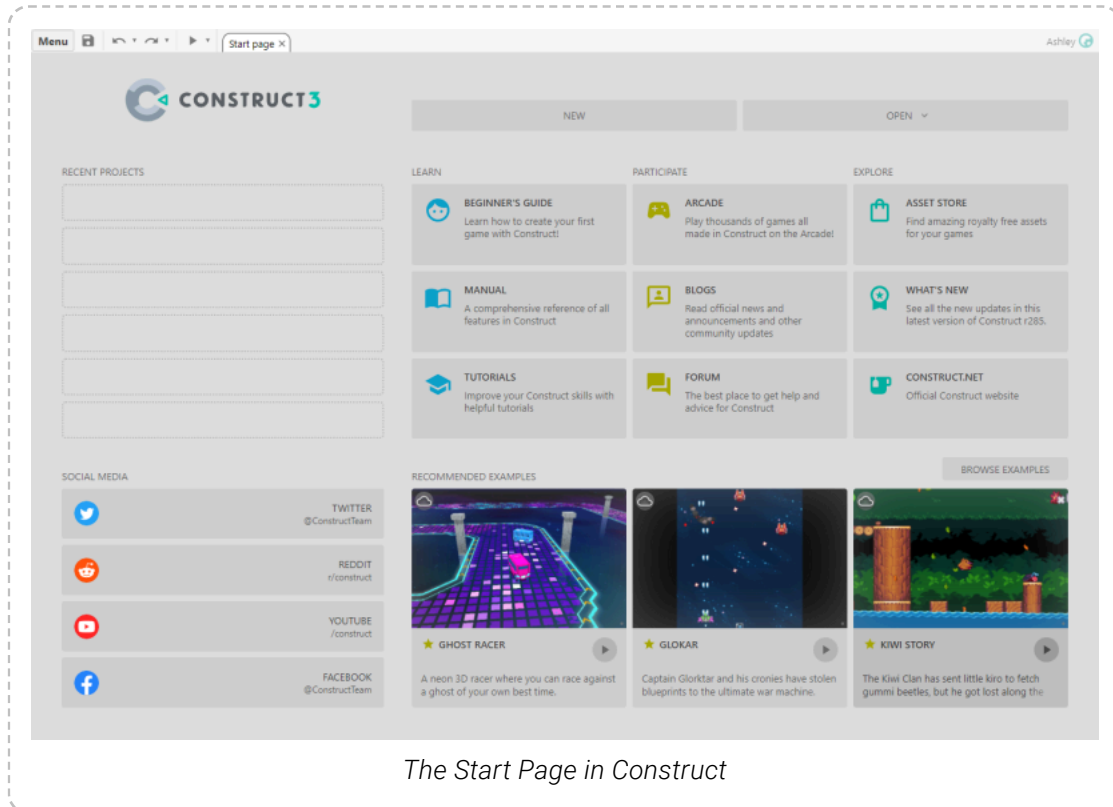 Menu
Start page ×
Ashley
CONSTRUCT3
NEW
OPEN
RECENT PROJECTS
LEARN
BEGINNER'S GUIDE
Learn how to create your first
game with Construct!
MANUAL
A comprehensive reference of all
features in Construct
TUTORIALS
Improve your Construct skills with
helpful tutorials
PARTICIPATE
ARCADE
Play thousands of games all
made in Construct on the Arcade!
BLOGS
Read official news and
announcements and other
community updates
FORUM
The best place to get help and
advice for Construct
EXPLORE
ASSET STORE
Find amazing royalty free assets
for your games
WHAT'S NEW
See all the new updates in this
latest version of Construct r285.
CONSTRUCT.NET
Official Construct website
SOCIAL MEDIA
TWITTER
@ConstructTeam
REDDIT
r/construct
YOUTUBE
/construct
FACEBOOK
@ConstructTeam
RECOMMENDED EXAMPLES
BROWSE EXAMPLES
GHOST RACER
A neon 3D racer where you can race against
a ghost of your own best time.
GLOKAR
Captain Glorktar and his cronies have stolen
blueprints to the ultimate war machine.
KIWI STORY
The Kiwi Clan has sent little kiro to fetch
gummi beetles, but he got lost along the
The Start Page in Construct